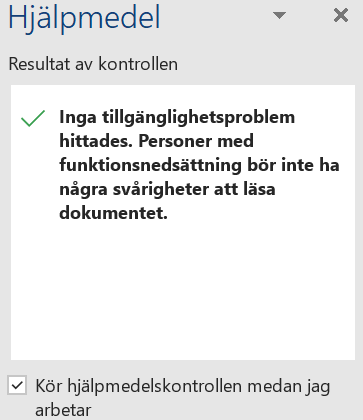 Hjälpmedel
Resultat av kontrollen
Inga tillgänglighetsproblem
hittades. Personer med
funktionsnedsättning bör inte ha
några svårigheter att läsa
dokumentet.
Kör hjälpmedelskontrollen medan jag
arbetar